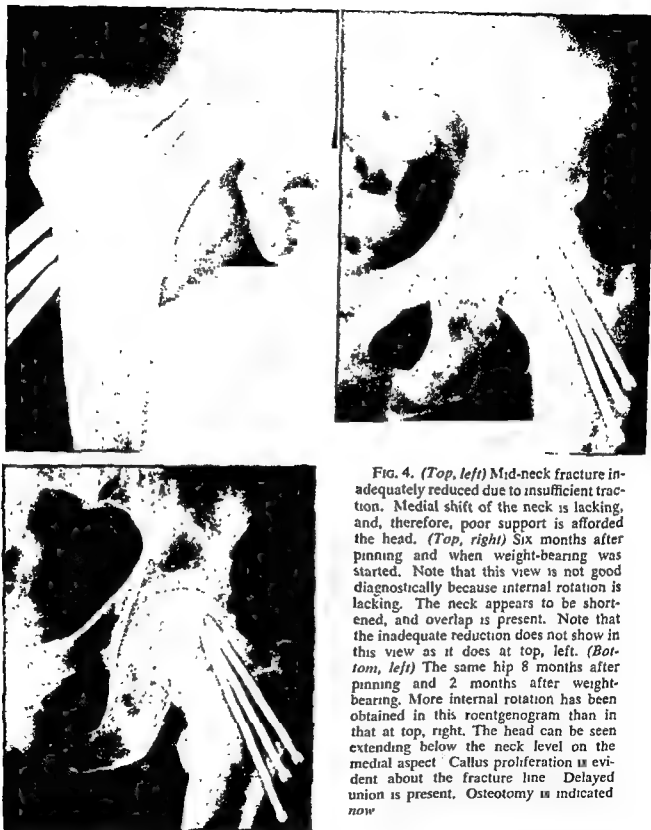 FIG. 4. (Top, left) Mid-neck fracture in-
adequately reduced due to insufficient trac-
tion. Medial shift of the neck is lacking,
and, therefore, poor support is afforded
the head. (Top, right) Six months after
pinning and when weight-bearing was
started. Note that this view is not good
diagnostically because internal rotation is
lacking. The neck appears to be short-
ened, and overlap is present. Note that
the inadequate reduction does not show in
this view as it does at top, left. (Bot-
tom, left) The same hip 8 months after
pinning and 2 months after weight-
bearing. More internal rotation has been
obtained in this roentgenogram than in
that at top, right. The head can be seen
extending below the neck level on the
medial aspect Callus proliferation is evi-
dent about the fracture line Delayed
union is present. Osteotomy is indicated
now